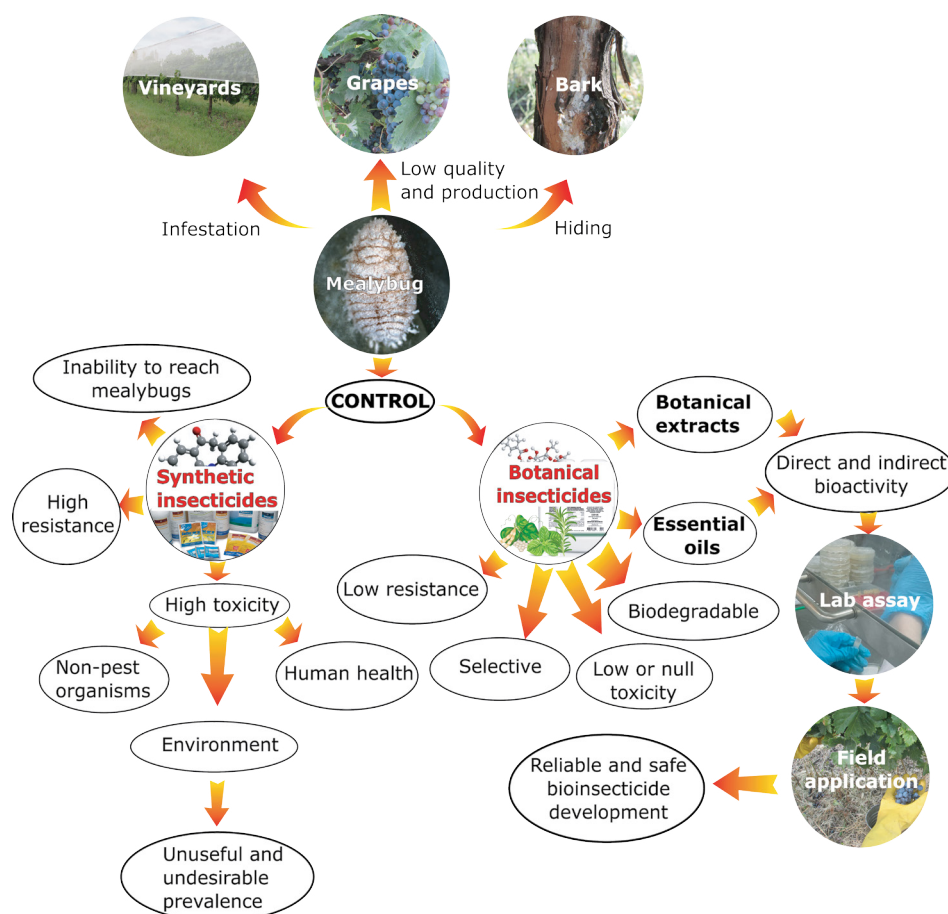 Vineyards
Grapes
Bark
Low quality
and production
Infestation
Hiding
Mealybug
Inability to reach
mealybugs
CONTROL
Botanical
extracts
Synthetic
insecticides
Botanical
insecticides
Direct and indirect
bioactivity
High
resistance
Essential
oils
Low resistance
Biodegradable
Lab assay
High toxicity
Non-pest
organisms
Human health
Selective
Low or null
toxicity
Environment
Field
application
Reliable and safe
bioinsecticide
development
Unuseful and
undesirable
prevalence